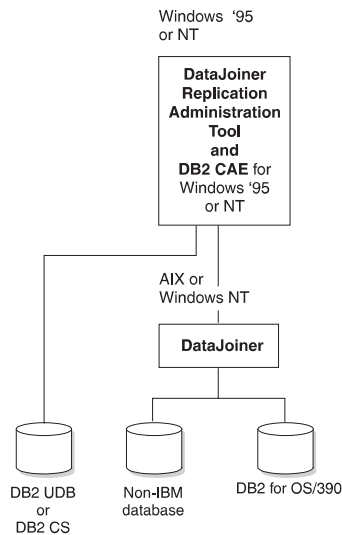 Windows ‘95
or NT
DataJoiner
Replication
Administration
Tool
and
DB2 CAE for
Windows ‘95
or NT
AIX or
Windows NT
DataJoiner
DB2 UDB
or
DB2 CS
Non-IBM
database
DB2 for OS/390